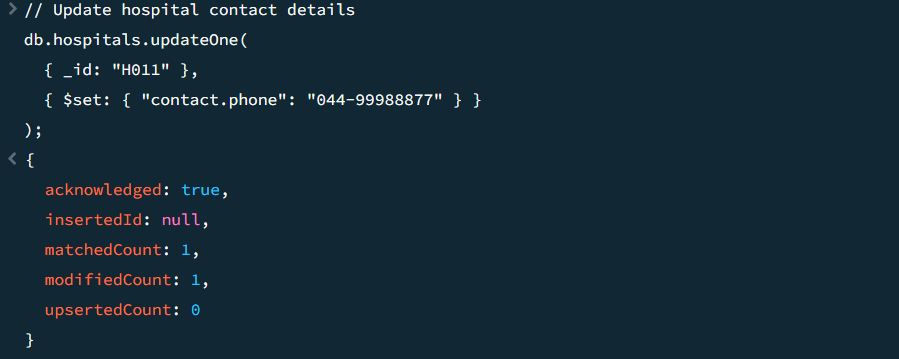 > // Update hospital contact details
db.hospitals.updateOne(
  { _id: "H011" },
  { $set: { "contact.phone": "044-99988877" } }
);
< {
  acknowledged: true,
  insertedId: null,
  matchedCount: 1,
  modifiedCount: 1,
  upsertedCount: 0
}